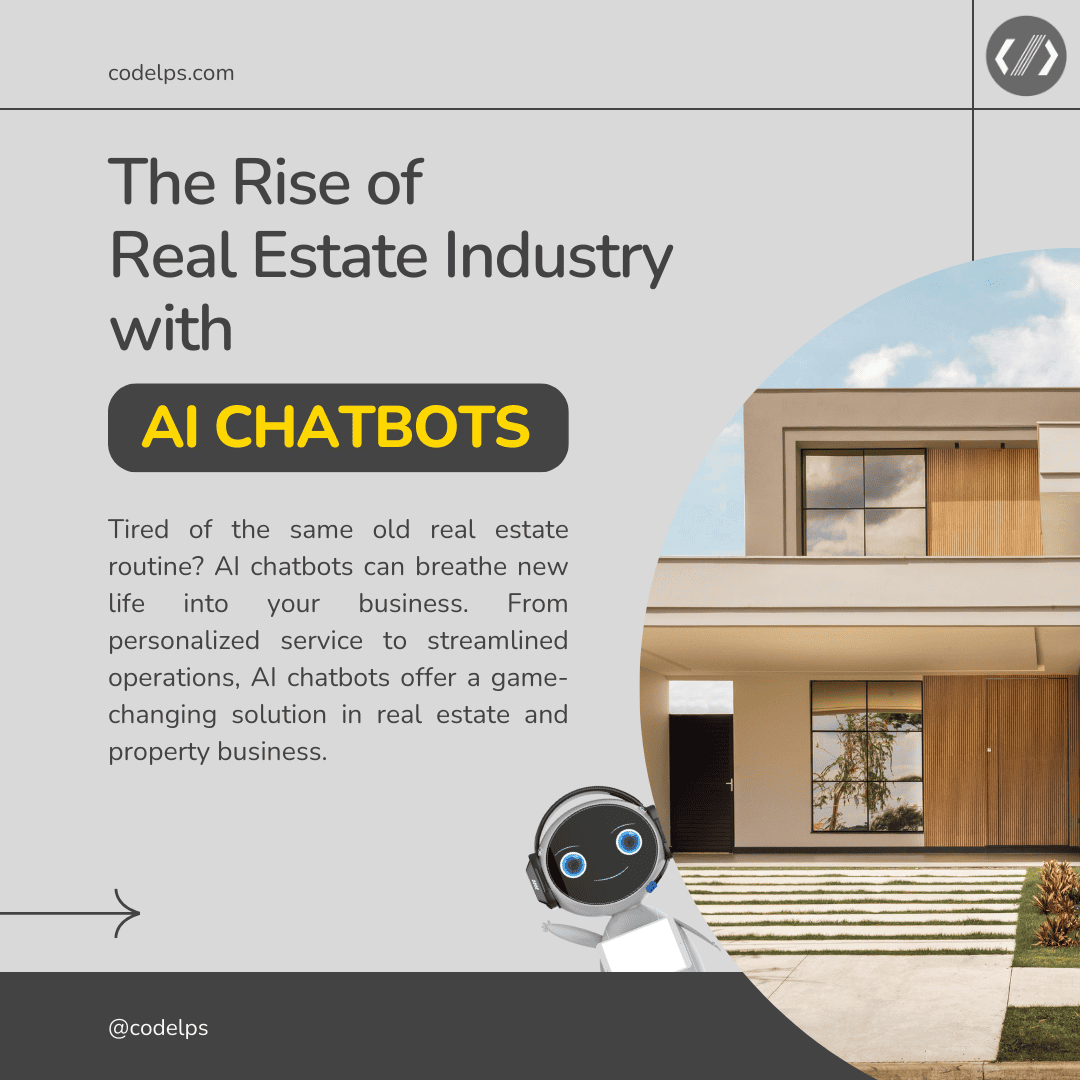 codelps.com
The Rise of
Real Estate Industry
with
AI CHATBOTS
Tired of the same old real estate
routine? AI chatbots can breathe new
life into your business. From
personalized service to streamlined
operations, AI chatbots offer a game-
changing solution in real estate and
property business.
@codelps